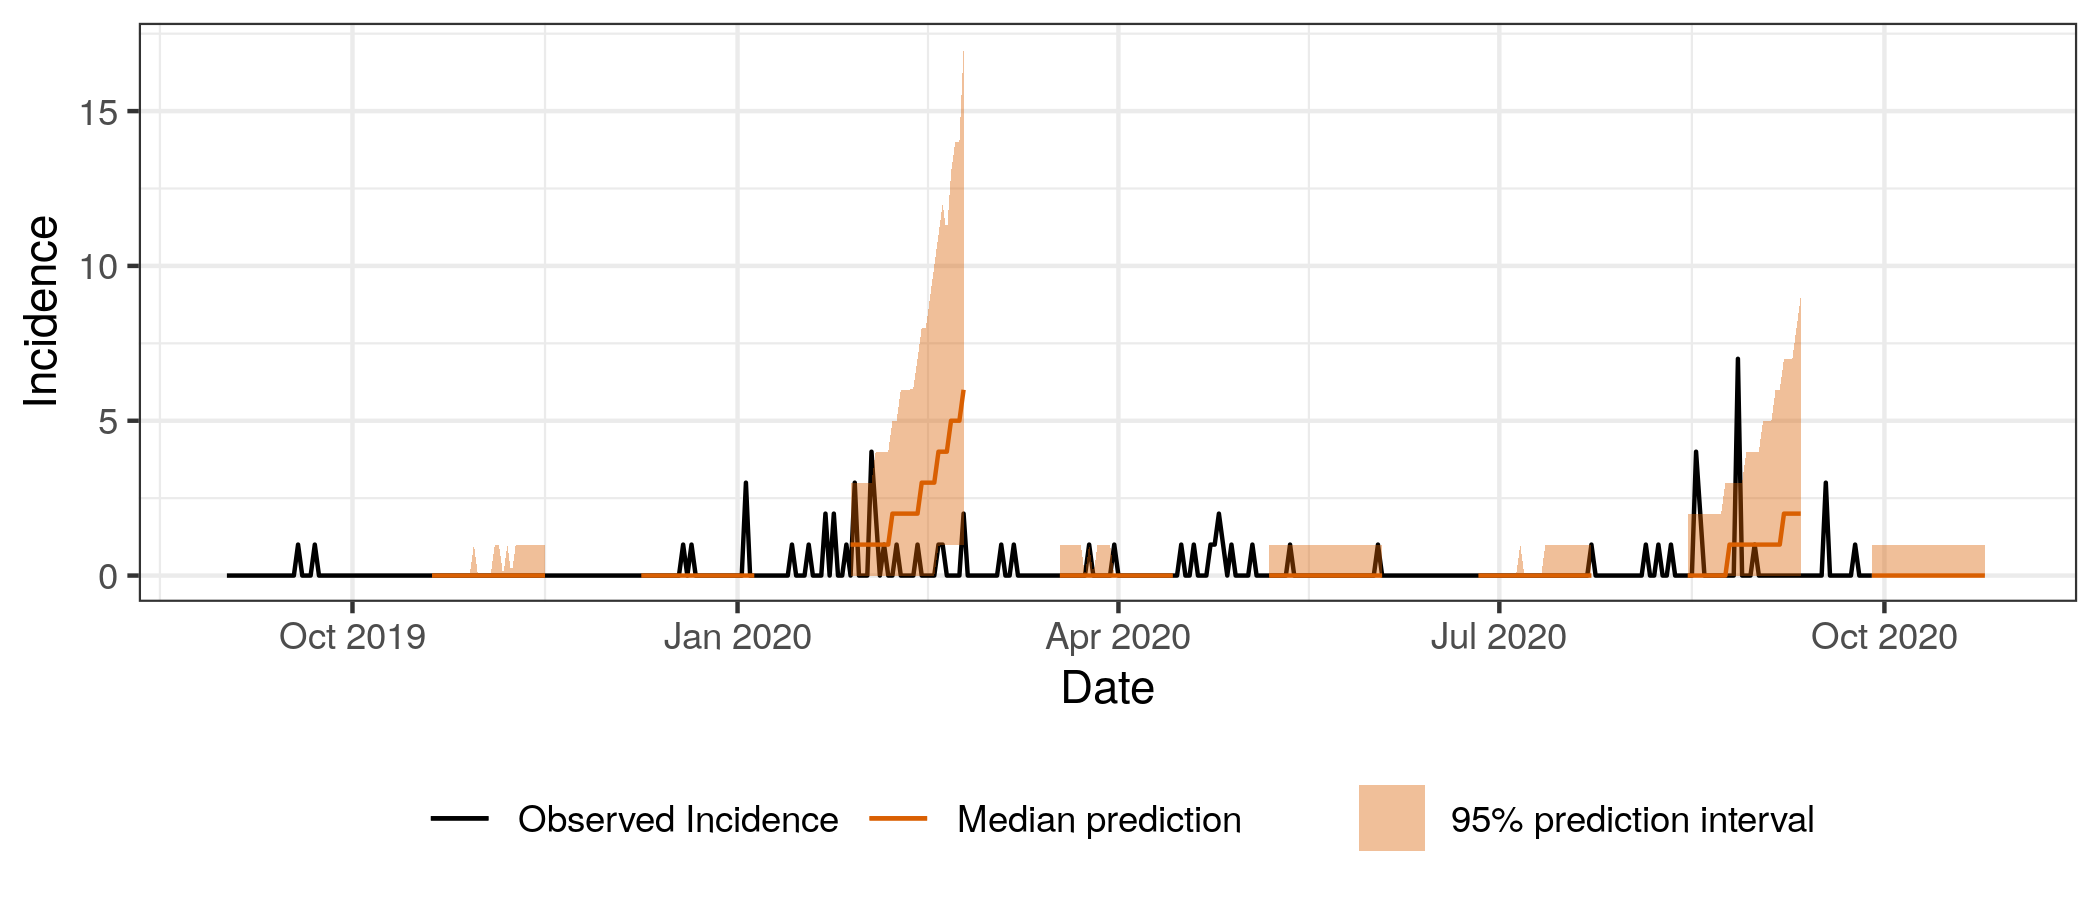 Incidence
15
10
5
0
Oct 2019 Jan 2020 Apr 2020 Jul 2020 Oct 2020
Date
Observed Incidence Median prediction 95% prediction interval